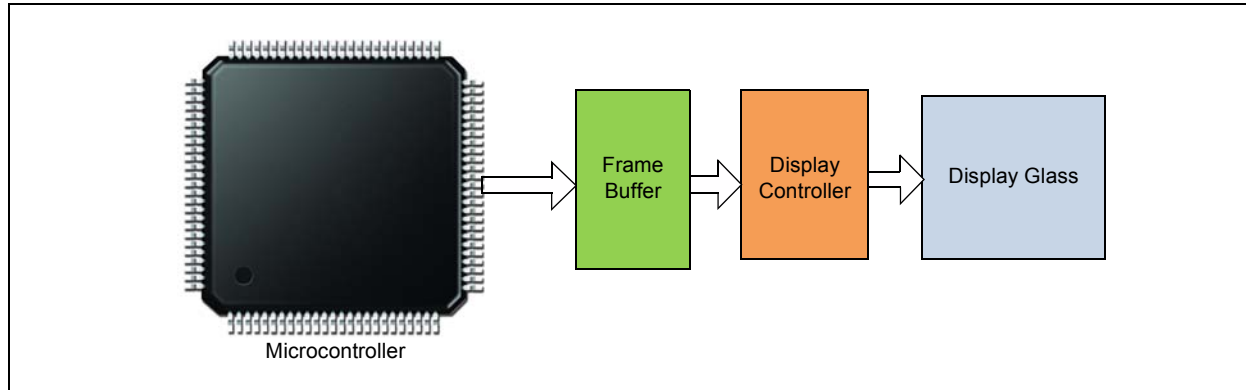 Microcontroller
Frame
Buffer
Display
Controller
Display Glass